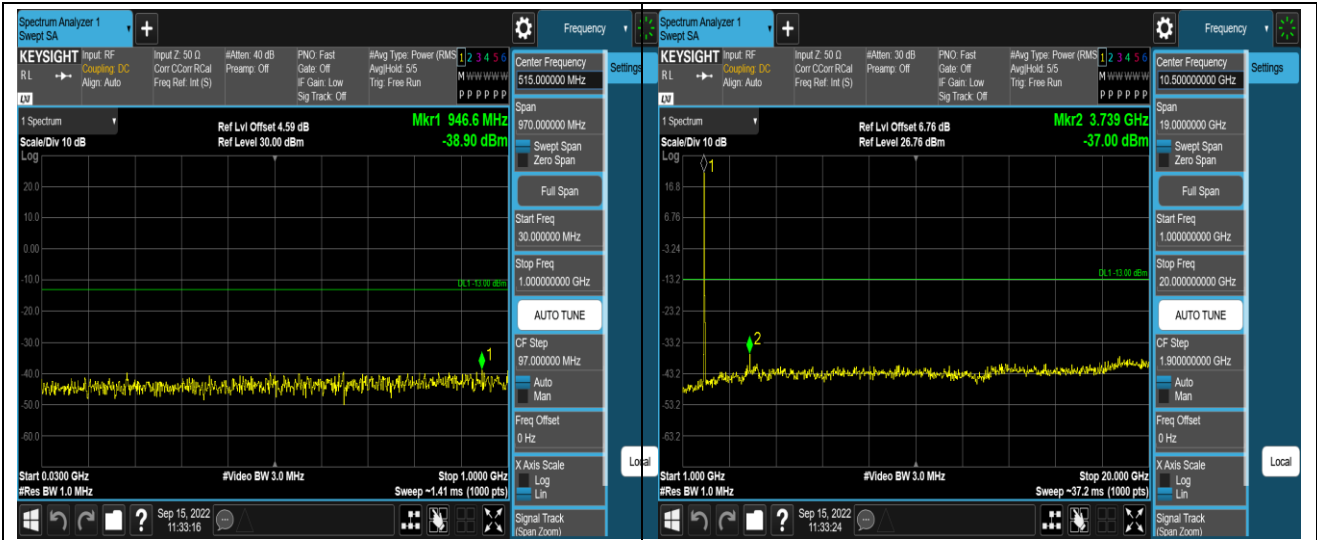 Spectrum Analyzer 1
Swept SA
+
Frequency
KEYSIGHT
RL
LXI
Input: RF
Coupling: DC
Align: Auto
Input Z: 50 Ω
Corr CCorr RCal
Freq Ref: Int (S)
#Atten: 40 dB
Preamp: Off
PNO: Fast
Gate: Off
IF Gain: Low
Sig Track: Off
#Avg Type: Power (RMS
Avg|Hold: 5/5
Trig: Free Run
1 2 3 4 5 6
M W W W W W
P P P P P P
Center Frequency
515.000000 MHz
Settings
1 Spectrum
Scale/Div 10 dB
Log
Ref Lvl Offset 4.59 dB
Ref Level 30.00 dBm
Mkr1 946.6 MHz
-38.90 dBm
20.0
10.0
0.00
-10.0
-20.0
-30.0
-40.0
-50.0
-60.0
DL1 -13.00 dBm
1
Start 0.0300 GHz
#Res BW 1.0 MHz
#Video BW 3.0 MHz
Stop 1.0000 GHz
Sweep ~1.41 ms (1000 pts)
Span
970.000000 MHz
Swept Span
Zero Span
Full Span
Start Freq
30.000000 MHz
Stop Freq
1.000000000 GHz
AUTO TUNE
CF Step
97.000000 MHz
Auto
Man
Freq Offset
0 Hz
X Axis Scale
Log
Lin
Signal Track
(Span Zoom)
Local
?
Sep 15, 2022
11:33:16
Spectrum Analyzer 1
Swept SA
+
Frequency
KEYSIGHT
RL
LXI
Input: RF
Coupling: DC
Align: Auto
Input Z: 50 Ω
Corr CCorr RCal
Freq Ref: Int (S)
#Atten: 30 dB
Preamp: Off
PNO: Fast
Gate: Off
IF Gain: Low
Sig Track: Off
#Avg Type: Power (RMS
Avg|Hold: 5/5
Trig: Free Run
1 2 3 4 5 6
M W W W W W
P P P P P P
Center Frequency
10.500000000 GHz
Settings
1 Spectrum
Scale/Div 10 dB
Log
Ref Lvl Offset 6.76 dB
Ref Level 26.76 dBm
Mkr2 3.739 GHz
-37.00 dBm
16.8
6.76
-3.24
-13.2
-23.2
-33.2
-43.2
-53.2
-63.2
DL1 -13.00 dBm
1
2
Start 1.000 GHz
#Res BW 1.0 MHz
#Video BW 3.0 MHz
Stop 20.000 GHz
Sweep ~37.2 ms (1000 pts)
Span
19.0000000 GHz
Swept Span
Zero Span
Full Span
Start Freq
1.000000000 GHz
Stop Freq
20.000000000 GHz
AUTO TUNE
CF Step
1.900000000 GHz
Auto
Man
Freq Offset
0 Hz
X Axis Scale
Log
Lin
Signal Track
(Span Zoom)
Local
?
Sep 15, 2022
11:33:24